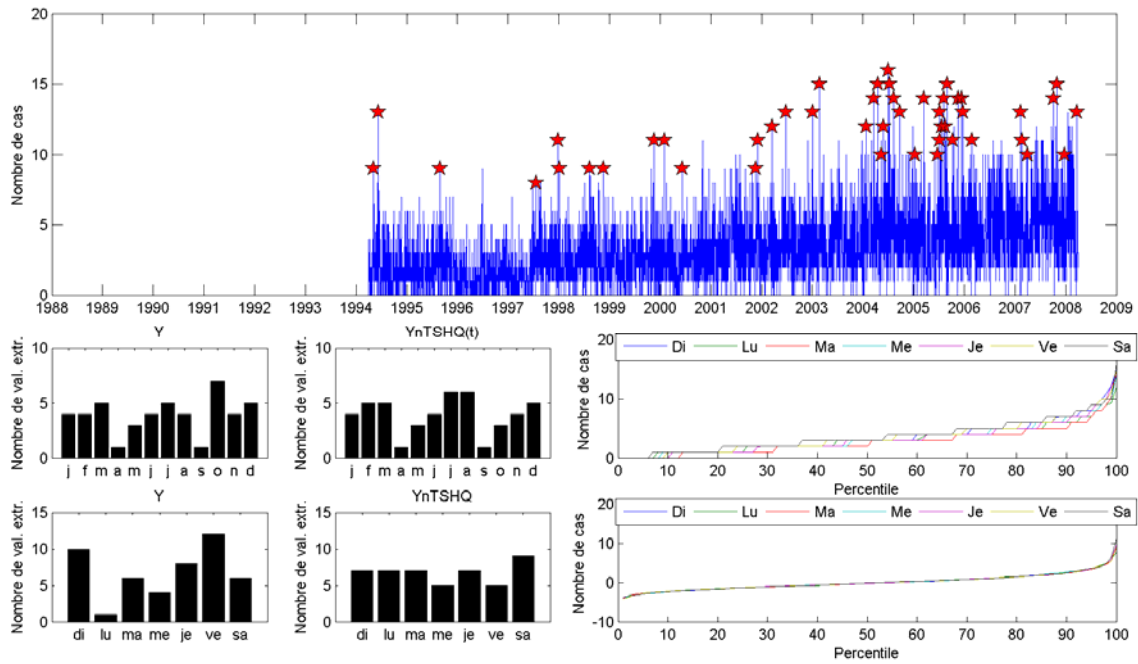 20
15
10
5
0
Nombre de cas
1988 1989 1990 1991 1992 1993 1994 1995 1996 1997 1998 1999 2000 2001 2002 2003 2004 2005 2006 2007 2008 2009
Y
10
5
0
Nombre de val. extr.
j f m a m j j a s o n d
YnTSHQ(t)
10
5
0
Nombre de val. extr.
j f m a m j j a s o n d
20
10
0
Nombre de cas
Di Lu Ma Me Je Ve Sa
0 10 20 30 40 50 60 70 80 90 100
Percentile
Y
15
10
5
0
Nombre de val. extr.
di lu ma me je ve sa
YnTSHQ
15
10
5
0
Nombre de val. extr.
di lu ma me je ve sa
20
10
0
-10
Nombre de cas
Di Lu Ma Me Je Ve Sa
0 10 20 30 40 50 60 70 80 90 100
Percentile